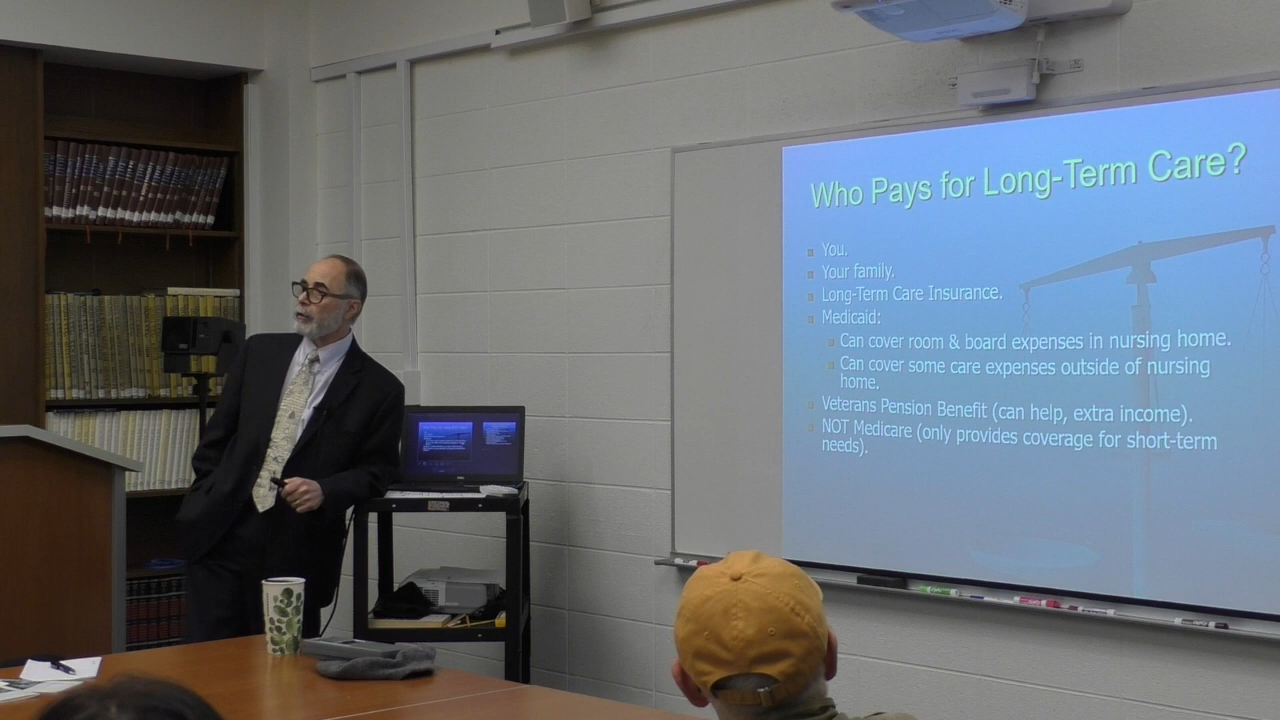 Who Pays for Long-Term Care?
You.
Your family.
Long-Term Care Insurance.
Medicaid:
Can cover room & board expenses in nursing home.
Can cover some care expenses outside of nursing
home.
Veterans Pension Benefit (can help, extra income).
NOT Medicare (only provides coverage for short-term
needs).